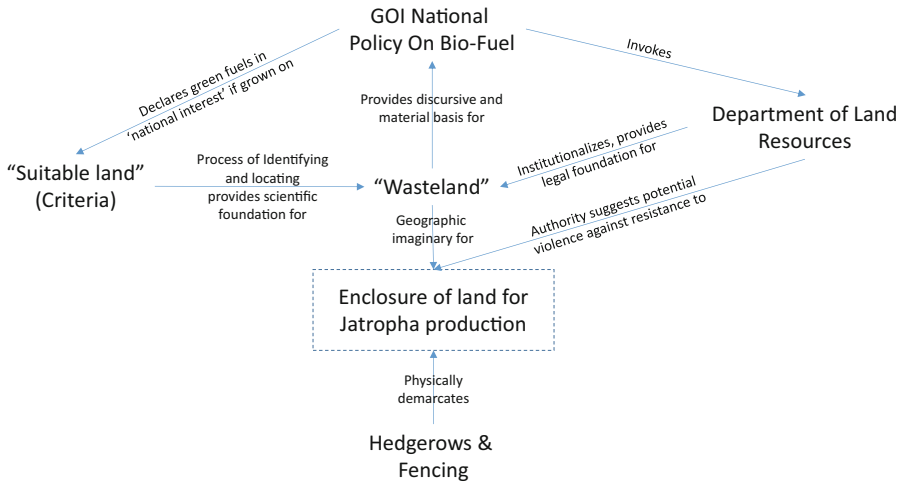 GOI National
Policy On Bio-Fuel
Invokes
Declares green fuels in
‘national interest’ if grown on
Provides discursive and
material basis for
Department of Land
Resources
Institutionalizes, provides
legal foundation for
“Suitable land”
(Criteria)
Process of Identifying
and locating
provides scientific
foundation for
“Wasteland”
Geographic
imaginary for
Authority suggests potential
violence against resistance to
Enclosure of land for
Jatropha production
Physically
demarcates
Hedgerows &
Fencing